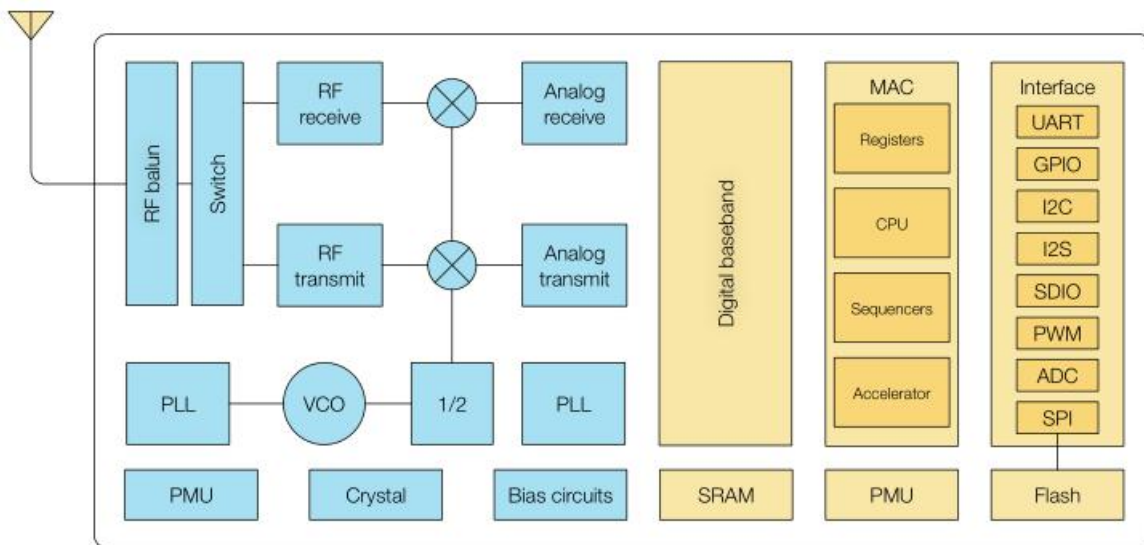 RF balun
Switch
RF
receive
Analog
receive
RF
transmit
Analog
transmit
PLL
VCO
1/2
PLL
PMU
Crystal
Bias circuits
Digital baseband
SRAM
MAC
Registers
CPU
Sequencers
Accelerator
PMU
Interface
UART
GPIO
I2C
I2S
SDIO
PWM
ADC
SPI
Flash